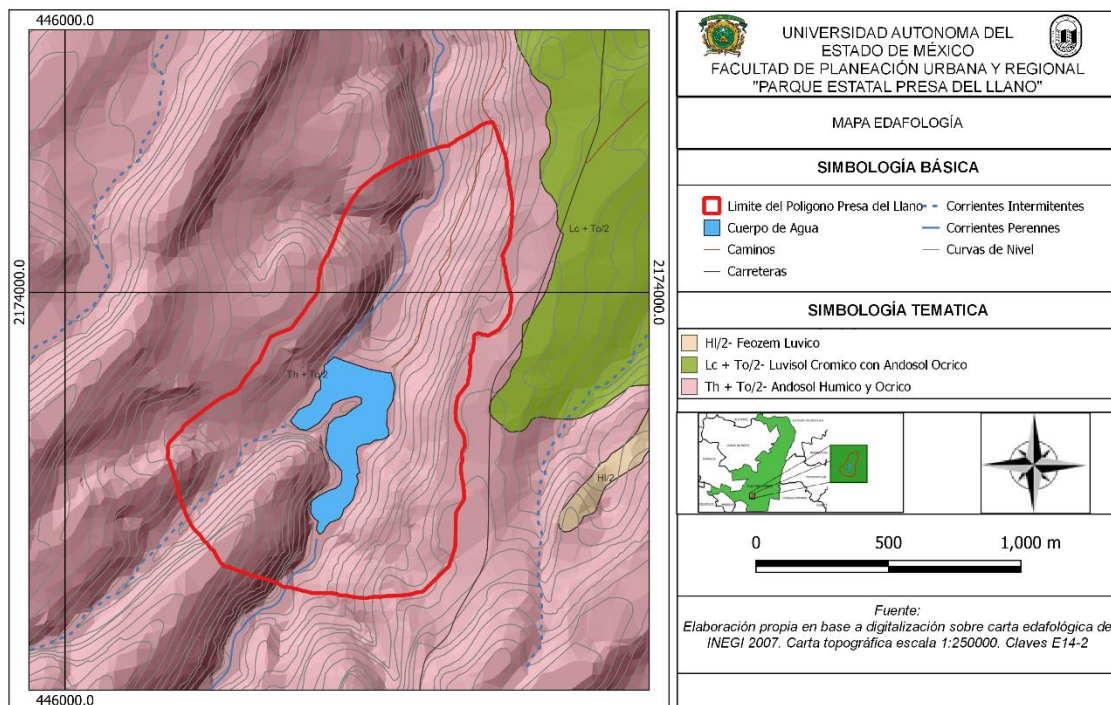 446000.0
2174000.0
2174000.0
Lc + To/2
Th + To/2
Hl/2
446000.0
UNIVERSIDAD AUTONOMA DEL
ESTADO DE MÉXICO
FACULTAD DE PLANEACIÓN URBANA Y REGIONAL
"PARQUE ESTATAL PRESA DEL LLANO"
MAPA EDAFOLOGÍA
SIMBOLOGÍA BÁSICA
Limite del Polígono Presa del Llano
Cuerpo de Agua
Caminos
Carreteras
Corrientes Intermitentes
Corrientes Perennes
Curvas de Nivel
SIMBOLOGÍA TEMATICA
Hl/2- Feozem Luvico
Lc + To/2- Luvisol Crómico con Andosol Ocrico
Th + To/2- Andosol Humico y Ocrico
0 500 1,000 m
Fuente:
Elaboración propia en base a digitalización sobre carta edafológica de
INEGI 2007. Carta topográfica escala 1:250000. Claves E14-2